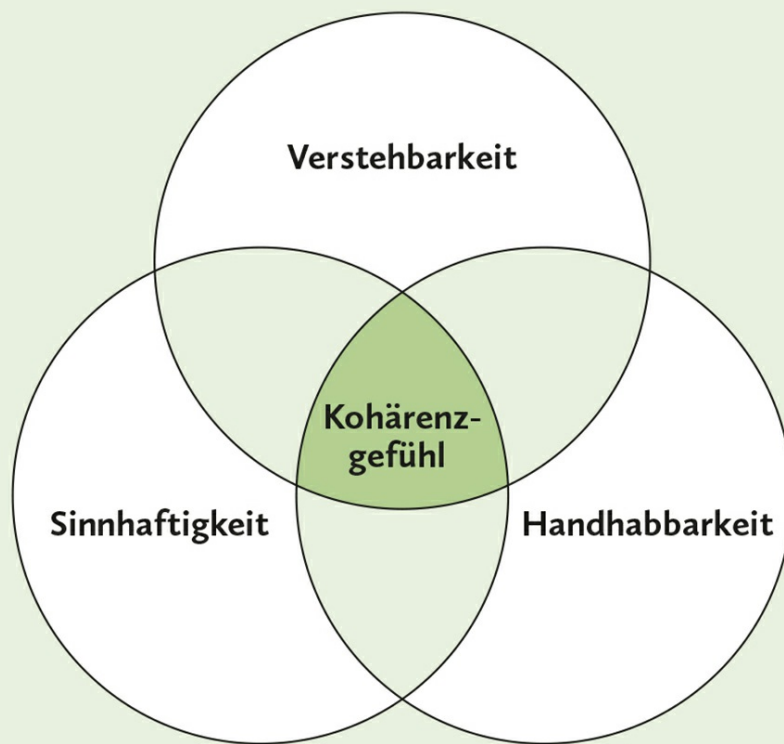 Verstehbarkeit
Kohärenz-
gefühl
Sinnhaftigkeit
Handhabbarkeit